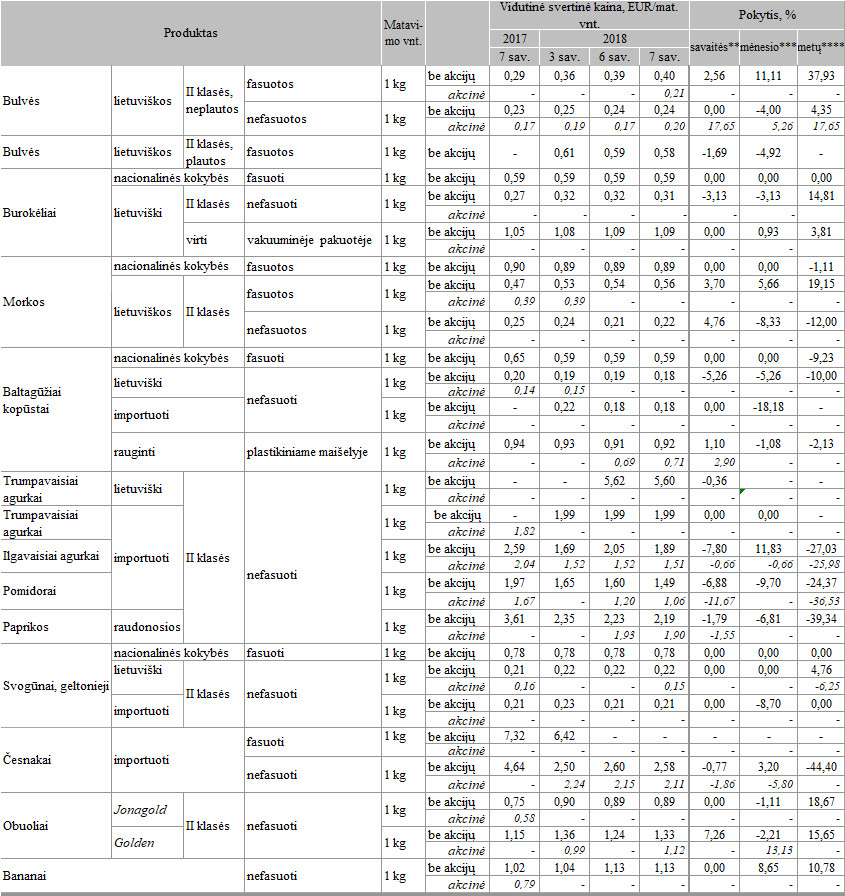 Produktas Matavi-mo vnt. Vidutinė svertinė kaina, EUR/mat. vnt. Pokytis, %
2017 2018 savaitės** mėnesio*** metų****
7 sav. 3 sav. 6 sav. 7 sav.
Bulvės lietuviškos II klasės, neplautos fasuotos 1 kg be akcijų 0,29 0,36 0,39 0,40 2,56 11,11 37,93
akcinė - - - 0,21 - - -
nefasuotos 1 kg be akcijų 0,23 0,25 0,24 0,24 0,00 -4,00 4,35
akcinė 0,17 0,19 0,17 0,20 17,65 5,26 17,65
Bulvės lietuviškos II klasės, plautos fasuotos 1 kg be akcijų - 0,61 0,59 0,58 -1,69 -4,92 -
Burokėliai nacionalinės kokybės fasuoti 1 kg be akcijų 0,59 0,59 0,59 0,59 0,00 0,00 0,00
lietuviški II klasės nefasuoti 1 kg be akcijų 0,27 0,32 0,32 0,31 -3,13 -3,13 14,81
akcinė - - - - - -
virti vakuuminėje pakuotėje 1 kg be akcijų 1,05 1,08 1,09 1,09 0,00 0,93 3,81
akcinė - - - - - - -
Morkos nacionalinės kokybės fasuotos 1 kg be akcijų 0,90 0,89 0,89 0,89 0,00 0,00 -1,11
lietuviškos II klasės fasuotos 1 kg be akcijų 0,47 0,53 0,54 0,56 3,70 5,66 19,15
akcinė 0,39 0,39 - - - - -
nefasuotos 1 kg be akcijų 0,25 0,24 0,21 0,22 4,76 -8,33 -12,00
akcinė - - - - - - -
Baltagūžiai kopūstai nacionalinės kokybės fasuoti 1 kg be akcijų 0,65 0,59 0,59 0,59 0,00 0,00 -9,23
lietuviški nefasuoti 1 kg be akcijų 0,20 0,19 0,19 0,18 -5,26 -5,26 -10,00
akcinė 0,14 0,15 - - - - -
importuoti 1 kg be akcijų - 0,22 0,18 0,18 0,00 -18,18 -
akcinė - - - - - - -
rauginti plastikiniame maišelyje 1 kg be akcijų 0,94 0,93 0,91 0,92 1,10 -1,08 -2,13
akcinė - - 0,69 0,71 2,90 - -
Trumpavaisiai agurkai lietuviški II klasės nefasuoti 1 kg be akcijų - - 5,62 5,60 -0,36 - -
akcinė - - - - - - -
Trumpavaisiai agurkai importuoti 1 kg be akcijų - 1,99 1,99 1,99 0,00 0,00 -
akcinė 1,82 - - - - - -
Ilgavaisiai agurkai 1 kg be akcijų 2,59 1,69 2,05 1,89 -7,80 11,83 -27,03
akcinė 2,04 1,52 1,52 1,51 -0,66 -0,66 -25,98
Pomidorai 1 kg be akcijų 1,97 1,65 1,60 1,49 -6,88 -9,70 -24,37
akcinė 1,67 - 1,20 1,06 -11,67 - -36,53
Paprikos raudonosios 1 kg be akcijų 3,61 2,35 2,23 2,19 -1,79 -6,81 -39,34
akcinė - - 1,93 1,90 -1,55 - -
Svogūnai, geltonieji nacionalinės kokybės fasuoti 1 kg be akcijų 0,78 0,78 0,78 0,78 0,00 0,00 0,00
lietuviški II klasės nefasuoti 1 kg be akcijų 0,21 0,22 0,22 0,22 0,00 0,00 4,76
akcinė 0,16 - - 0,15 - - -6,25
importuoti 1 kg be akcijų 0,21 0,23 0,21 0,21 0,00 -8,70 0,00
akcinė - - - - - - -
Česnakai importuoti fasuoti 1 kg be akcijų 7,32 6,42 - - - - -
akcinė - - - - - - -
nefasuoti 1 kg be akcijų 4,64 2,50 2,60 2,58 -0,77 3,20 -44,40
akcinė - 2,24 2,15 2,11 -1,86 -5,80 -
Obuoliai Jonagold II klasės nefasuoti 1 kg be akcijų 0,75 0,90 0,89 0,89 0,00 -1,11 18,67
akcinė 0,58 - - - - - -
Golden 1 kg be akcijų 1,15 1,36 1,24 1,33 7,26 -2,21 15,65
akcinė - 0,99 - 1,12 - 13,13 -
Bananai nefasuoti 1 kg be akcijų 1,02 1,04 1,13 1,13 0,00 8,65 10,78
akcinė 0,79 - - - - - -